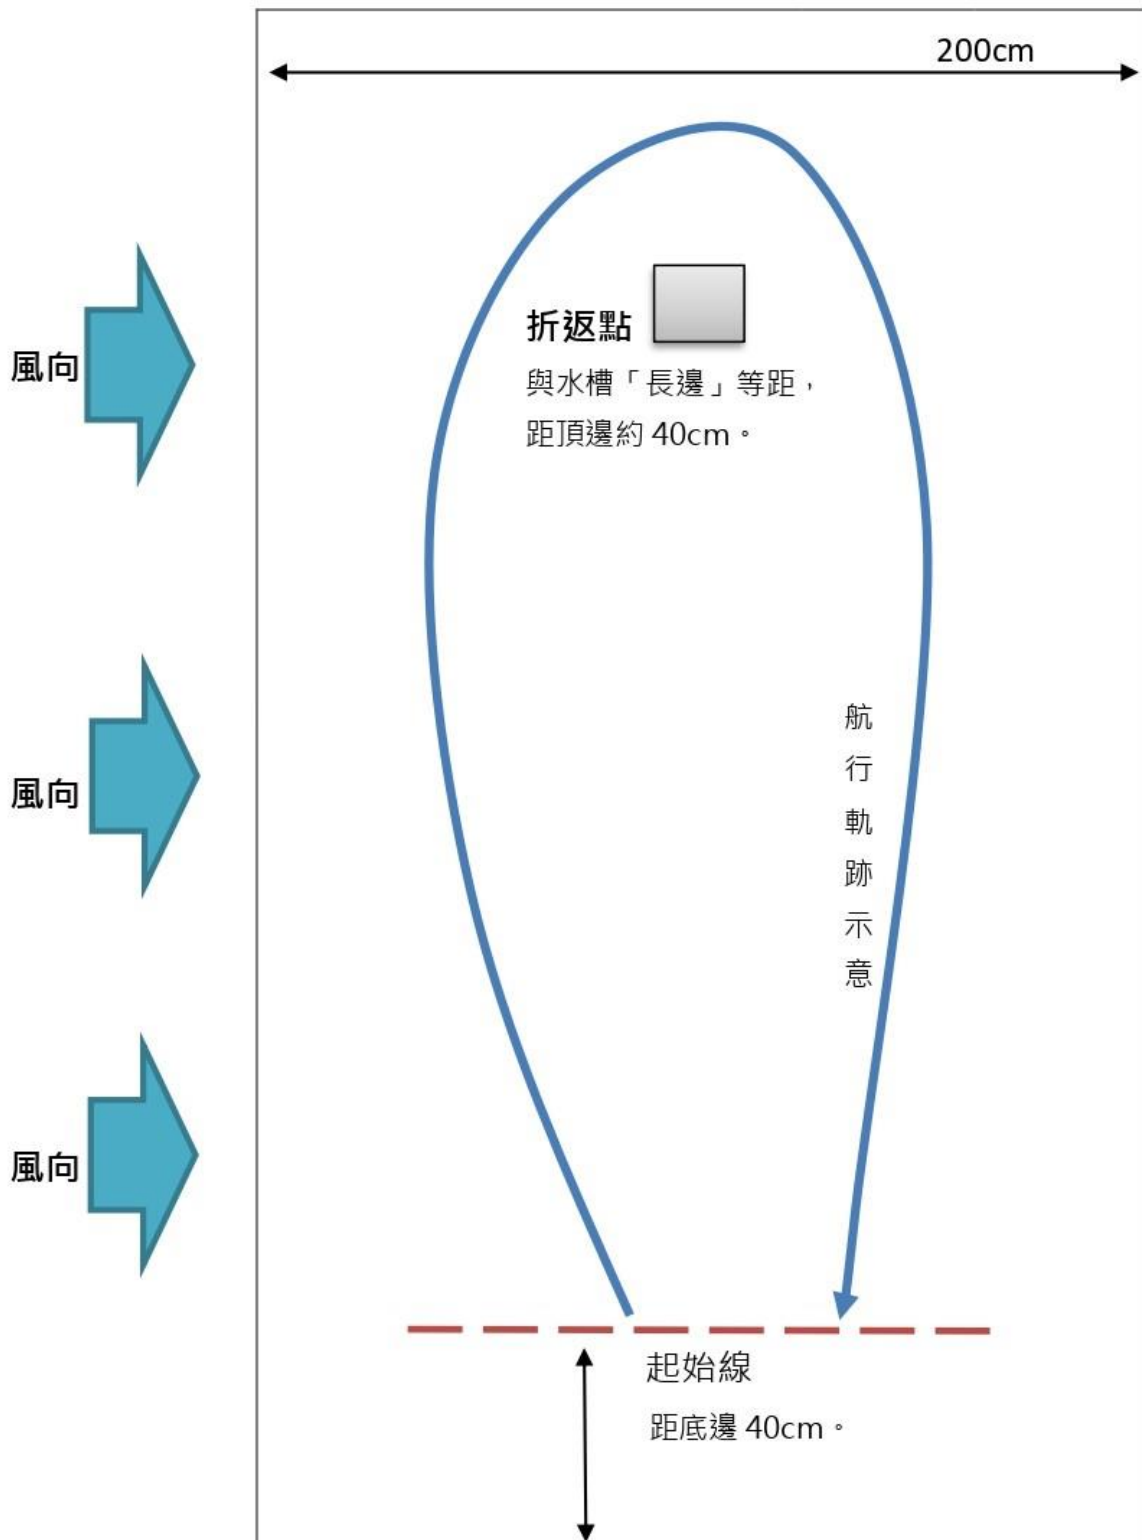 200cm
折返點
與水槽「長邊」等距，
距頂邊約 40cm。
風向
風向
風向
航行軌跡示意
起始線
距底邊 40cm。